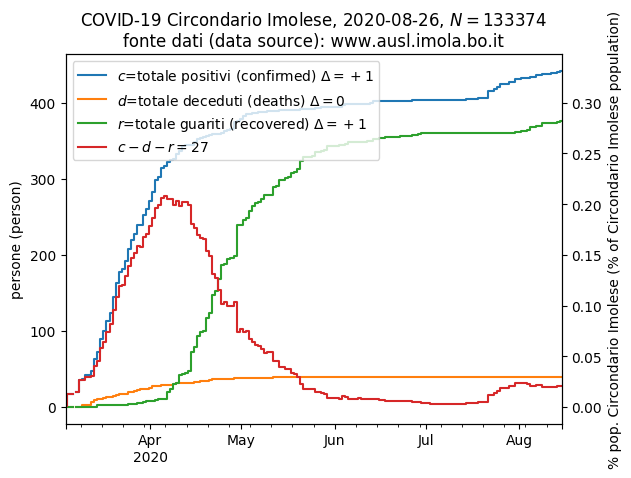 COVID-19 Circondario Imolese, 2020-08-26, N = 133374
fonte dati (data source): www.ausl.imola.bo.it
c=totale positivi (confirmed) Δ = +1
d=totale deceduti (deaths) Δ = 0
r=totale guariti (recovered) Δ = +1
c − d − r = 27
persone (person)
400
300
200
100
0
Apr
2020
May
Jun
Jul
Aug
0.30
0.25
0.20
0.15
0.10
0.05
0.00
% pop. Circondario Imolese (% of Circondario Imolese population)